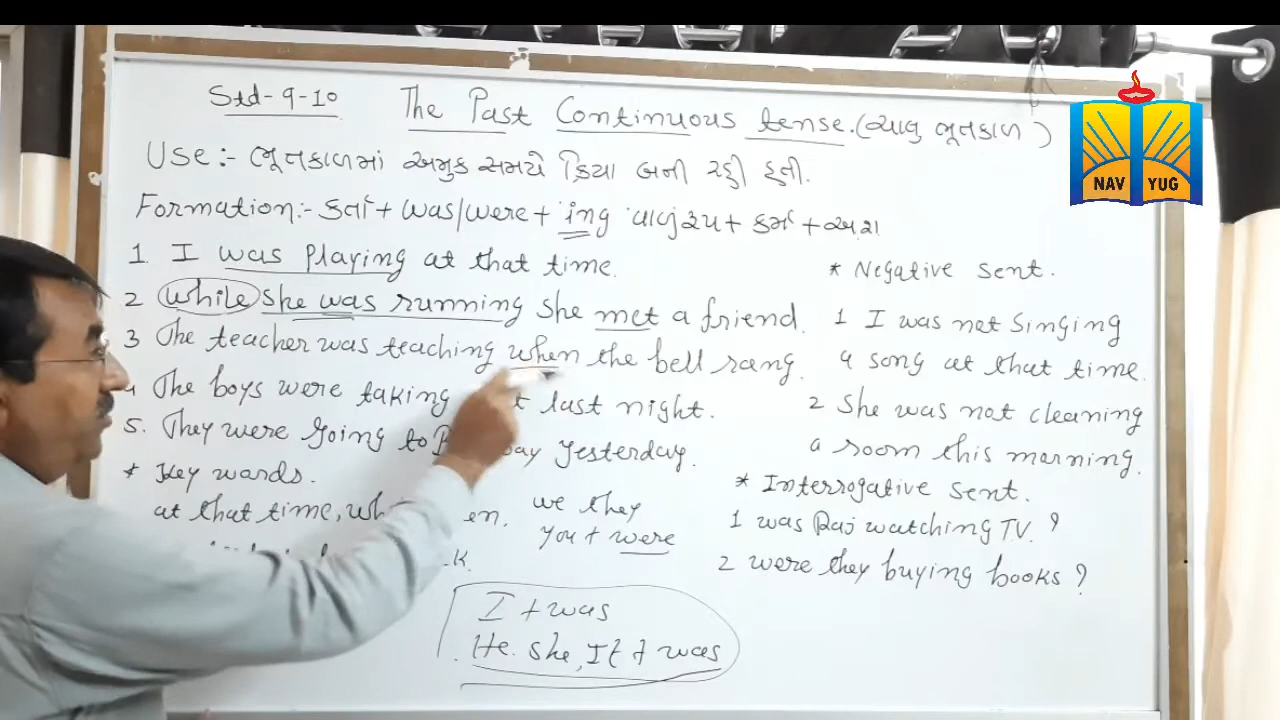 Std-9-10 The Past Continuous tense. (ચાલુ ભૂતકાળ)
Use:- ભૂતકાળમાં અમુક સમયે ક્રિયા બની રહી હતી.
Formation:- કર્તા + was/were + ing વાળું રૂપ + કર્મ +
1. I was playing at that time.
2 while she was running she met a friend.
3 The teacher was teaching when the bell rang.
The boys were taking last night.
5. They were going to yesterday.
* Key words.
at that time,
we they
you + were
I + was
He. she, It + was
* Negative sent.
1 I was not singing
a song at that time.
2 She was not cleaning
a room this morning.
* Interrogative sent.
1 was Raj watching T.V. ?
2 were they buying books ?
NAV YUG